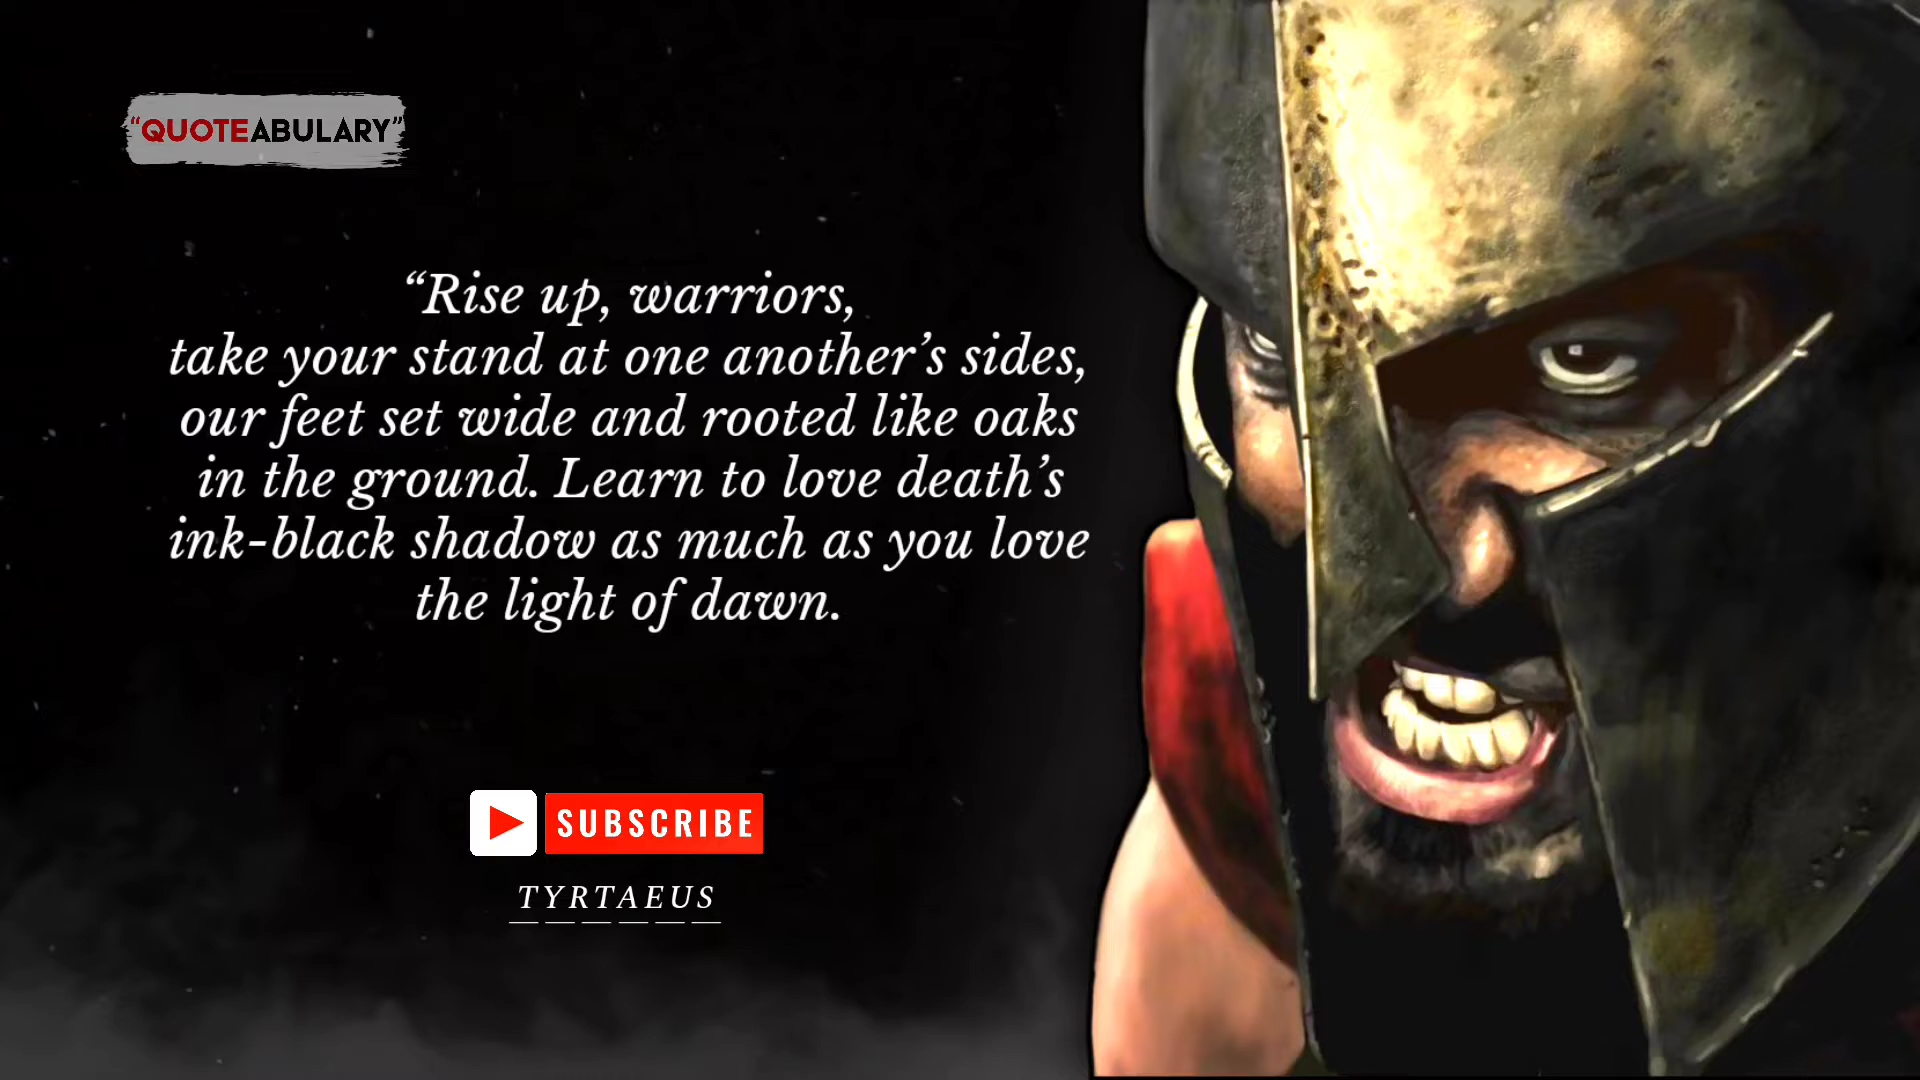 “QUOTEABULARY”
“Rise up, warriors,
take your stand at one another’s sides,
our feet set wide and rooted like oaks
in the ground. Learn to love death’s
ink-black shadow as much as you love
the light of dawn.
SUBSCRIBE
TYRTAEUS